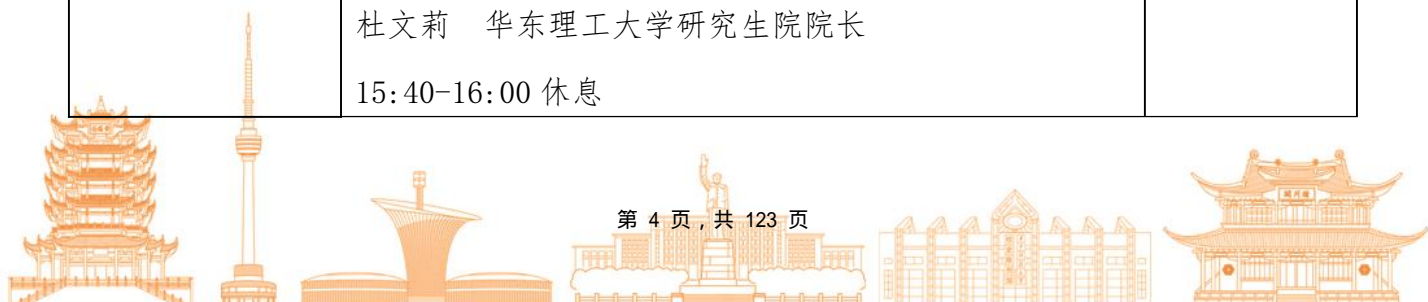 杜文莉　华东理工大学研究生院院长
15:40-16:00 休息
第 4 页，共 123 页